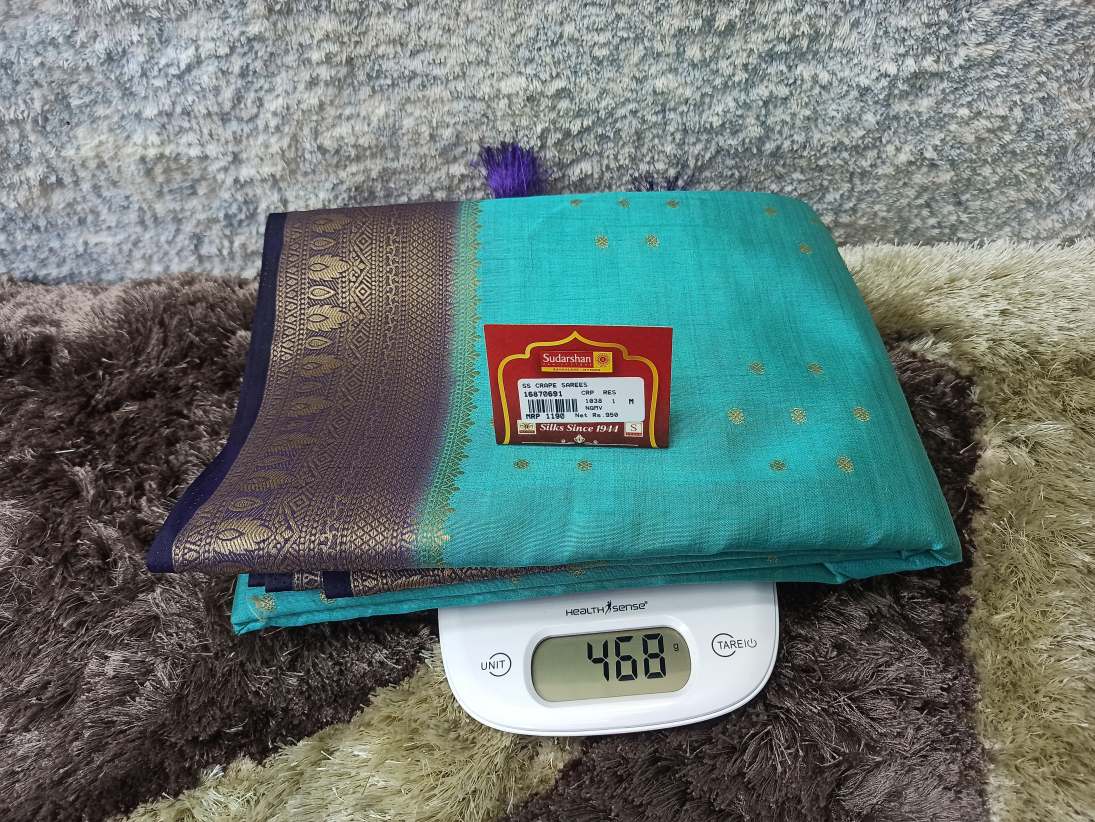 Sudarshan
SS CRAPE SAREES
16870691 CRP RES
1038 1 M
NGMV
MRP 1190 Net Rs.950
Silks Since 1944
S
HEALTH SENSE
UNIT
468 g
TARE